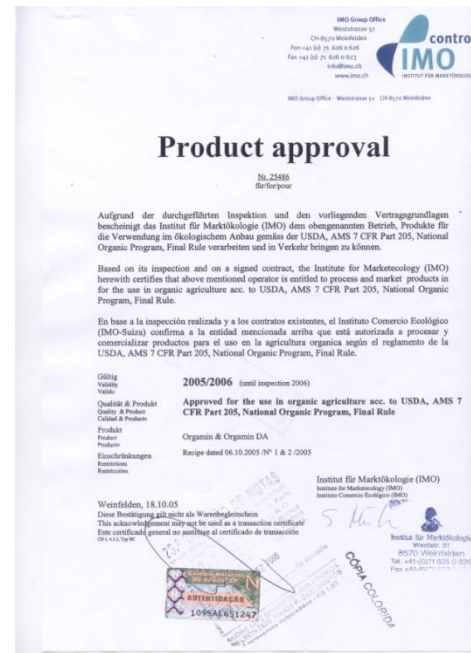 IMO Group Office
Weststrasse 51
CH-8570 Weinfelden
Fon +41 (0) 71 626 0 626
Fax +41 (0) 71 626 0 623
info@imo.ch
www.imo.ch
control
IMO
INSTITUT FÜR MARKTÖKOLOGIE
IMO Group Office Weststrasse 51 CH-8570 Weinfelden
Product approval
Nr. 25486
für/for/pour
Aufgrund der durchgeführten Inspektion und den vorliegenden Vertragsgrundlagen
bescheinigt das Institut für Marktökologie (IMO) dem obengenannten Betrieb, Produkte für
die Verwendung im ökologischem Anbau gemäss der USDA, AMS 7 CFR Part 205, National
Organic Program, Final Rule verarbeiten und in Verkehr bringen zu können.
Based on its inspection and on a signed contract, the Institute for Marketecology (IMO)
herewith certifies that above mentioned operator is entitled to process and market products in
for the use in organic agriculture acc. to USDA, AMS 7 CFR Part 205, National Organic
Program, Final Rule.
En base a la inspección realizada y a los contratos existentes, el Instituto Comercio Ecológico
(IMO-Suiza) confirma a la entidad mencionada arriba que está autorizada a procesar y
comercializar productos para el uso en la agricultura organica según el reglamento de la
USDA, AMS 7 CFR Part 205, National Organic Program, Final Rule.
Gültig
Validity
Valido
2005/2006 (until inspection 2006)
Qualität & Produkt
Quality & Product
Calidad & Producto
Approved for the use in organic agriculture acc. to USDA, AMS 7
CFR Part 205, National Organic Program, Final Rule
Produkt
Product
Producto
Orgamin & Orgamin DA
Einschränkungen
Restrictions
Restricciónes
Recipe dated 06.10.2005 /N° 1 & 2 /2005
Institut für Marktökologie (IMO)
Institute for Marketecology (IMO)
Instituto Comercio Ecológico (IMO)
Weinfelden, 18.10.05
Diese Bestätigung gilt nicht als Warenbegleitschein
This acknowledgement may not be used as a transaction certificate
Este certificado general no sustituye al certificado de transacción
Institut für Marktökologie
Weststr. 51
8570 Weinfelden
Tel. +41-(0)71 626 0 626
CÓPIA COLORIDA
Colégio Notarial
do Brasil SP
AUTENTICAÇÃO
1095AL451247